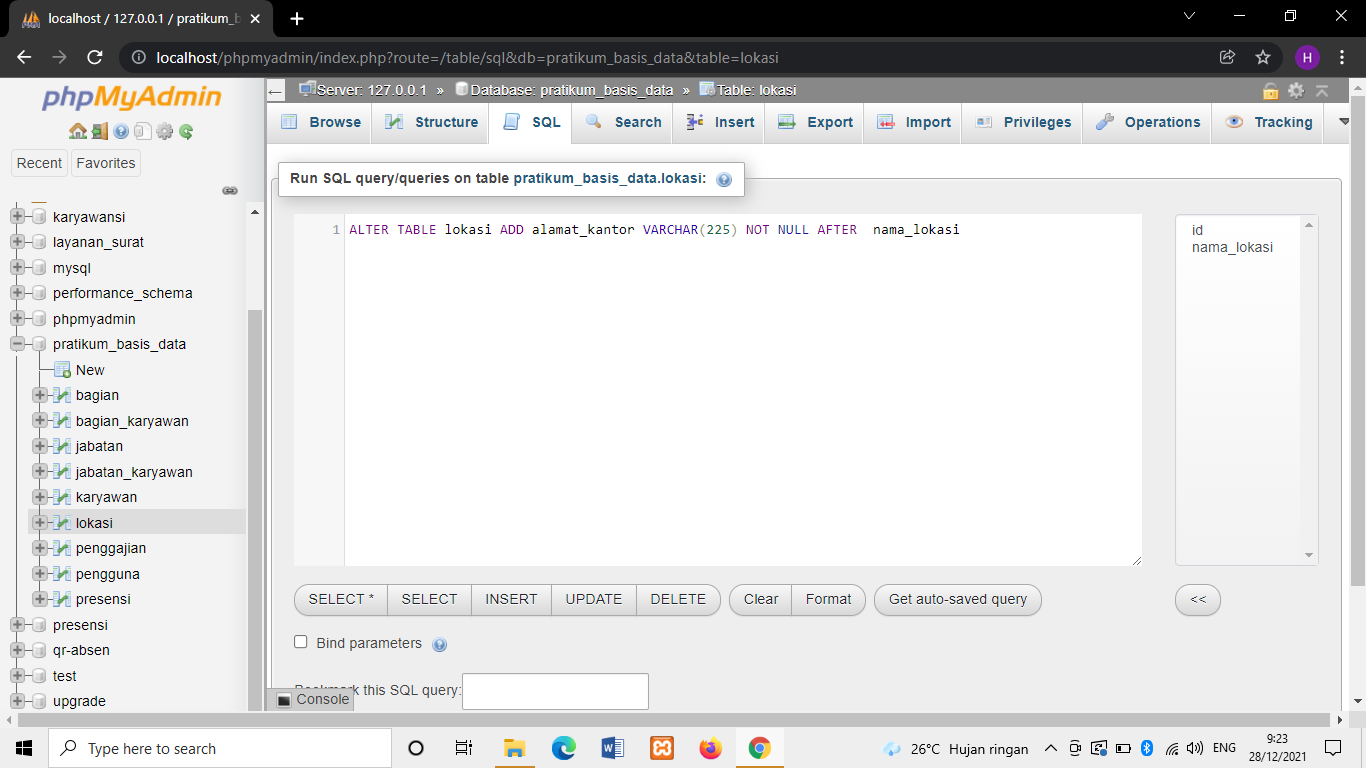 localhost / 127.0.0.1 / pratikum_b
localhost/phpmyadmin/index.php?route=/table/sql&db=pratikum_basis_data&table=lokasi
H
phpMyAdmin
Recent
Favorites
karyawansi
layanan_surat
mysql
performance_schema
phpmyadmin
pratikum_basis_data
New
bagian
bagian_karyawan
jabatan
jabatan_karyawan
karyawan
lokasi
penggajian
pengguna
presensi
presensi
qr-absen
test
upgrade
Server: 127.0.0.1 » Database: pratikum_basis_data » Table: lokasi
Browse Structure SQL Search Insert Export Import Privileges Operations Tracking
Run SQL query/queries on table pratikum_basis_data.lokasi:
1 ALTER TABLE lokasi ADD alamat_kantor VARCHAR(225) NOT NULL AFTER  nama_lokasi
id
nama_lokasi
SELECT * SELECT INSERT UPDATE DELETE Clear Format Get auto-saved query <<
Bind parameters
Bookmark this SQL query:
Console
Type here to search
26°C Hujan ringan
ENG
9:23
28/12/2021